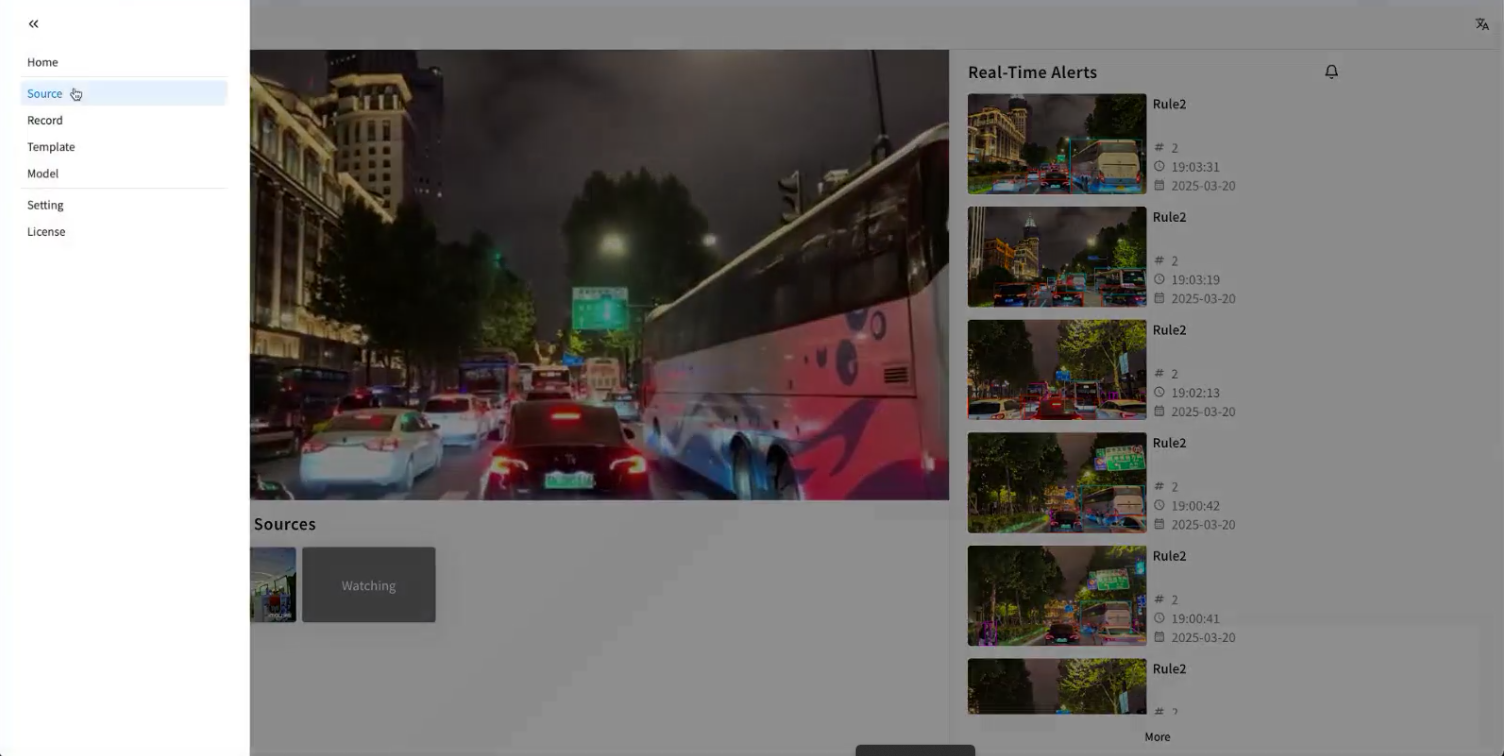 Home
Source
Record
Template
Model
Setting
License
Sources
Watching
Real-Time Alerts
Rule2
# 2
19:03:31
2025-03-20
Rule2
# 2
19:03:19
2025-03-20
Rule2
# 2
19:02:13
2025-03-20
Rule2
# 2
19:00:42
2025-03-20
Rule2
# 2
19:00:41
2025-03-20
Rule2
# 2
More